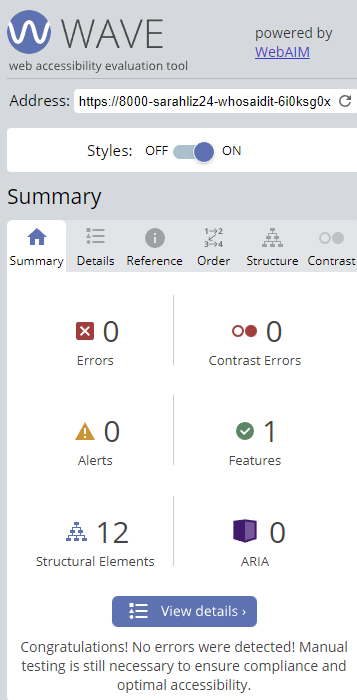 WAVE
web accessibility evaluation tool
powered by
WebAIM
Address: https://8000-sarahliz24-whosaidit-6i0ksg0x
Styles: OFF ON
Summary
Summary Details Reference Order Structure Contrast
0 0
Errors Contrast Errors
0 1
Alerts Features
12 0
Structural Elements ARIA
View details ›
Congratulations! No errors were detected! Manual
testing is still necessary to ensure compliance and
optimal accessibility.